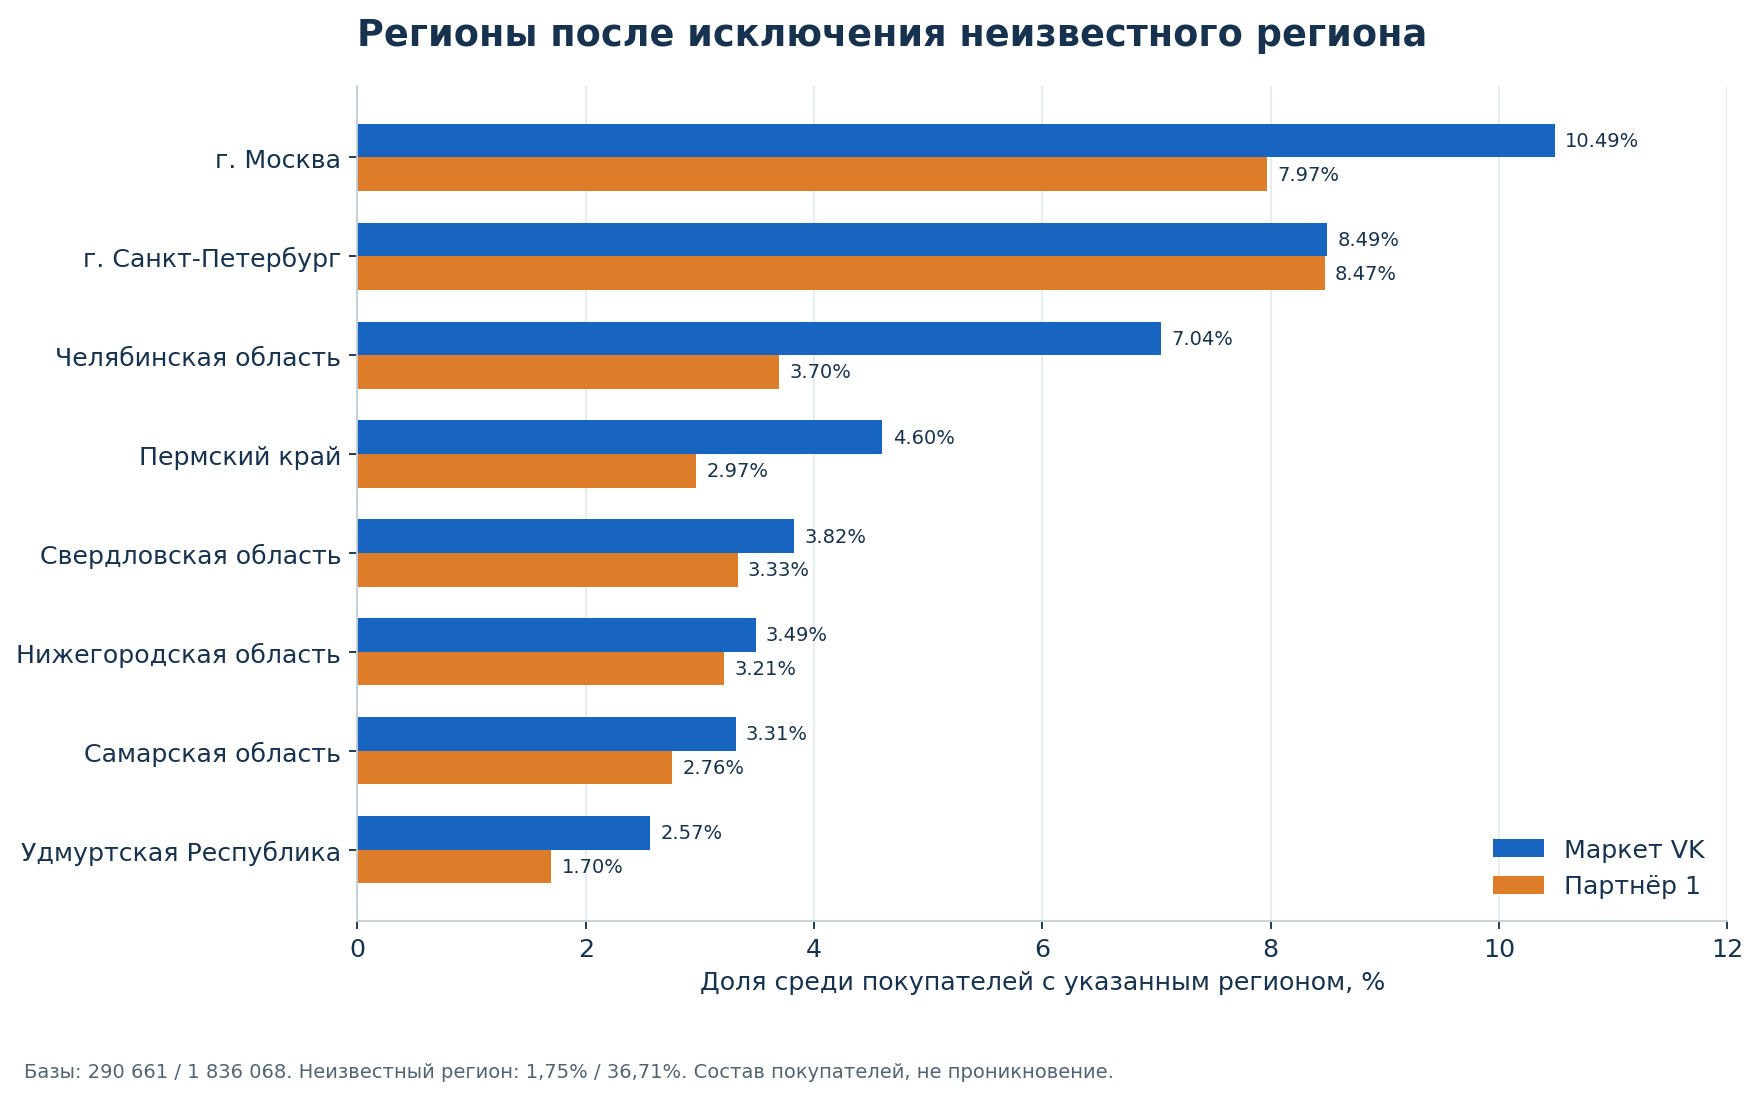 Регионы после исключения неизвестного региона
г. Москва
10.49%
7.97%
г. Санкт-Петербург
8.49%
8.47%
Челябинская область
7.04%
3.70%
Пермский край
4.60%
2.97%
Свердловская область
3.82%
3.33%
Нижегородская область
3.49%
3.21%
Самарская область
3.31%
2.76%
Удмуртская Республика
2.57%
1.70%
Маркет VK
Партнёр 1
0 2 4 6 8 10 12
Доля среди покупателей с указанным регионом, %
Базы: 290 661 / 1 836 068. Неизвестный регион: 1,75% / 36,71%. Состав покупателей, не проникновение.